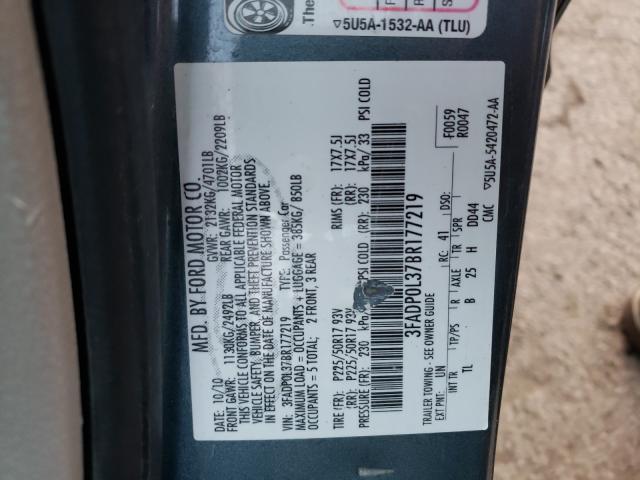 The
▽5U5A-1532-AA (TLU)
MFD. BY FORD MOTOR CO.
10/10 GVWR: 2132KG/4701LB
FRONT GAWR: 1130KG/2492LB REAR GAWR: 1002KG/2209LB
THIS VEHICLE CONFORMS TO ALL APPLICABLE FEDERAL MOTOR
VEHICLE SAFETY, BUMPER, AND THEFT PREVENTION STANDARDS
IN EFFECT ON THE DATE OF MANUFACTURE SHOWN ABOVE.
VIN: 3FADP0L37BR177219 TYPE: Passenger Car
MAXIMUM LOAD = OCCUPANTS + LUGGAGE = 385KG/ 850LB
OCCUPANTS = 5 TOTAL; 2 FRONT, 3 REAR
TIRE (FR): P225/50R17 93V RIMS (FR): 17X7.5J
TIRE (RR): P225/50R17 93V (RR): 17X7.5J
PRESSURE (FR): 230 kPa/ PSI COLD (RR): 230 kPa/ 33 PSI COLD
3FADP0L37BR177219
TRAILER TOWING - SEE OWNER GUIDE F0059
EXT PNT: UN RC: 41 DSO: R0047
INT TR TP/PS R AXLE TR SPR
TL B 25 H DD44
CMC ▽5U5A-5420472-AA